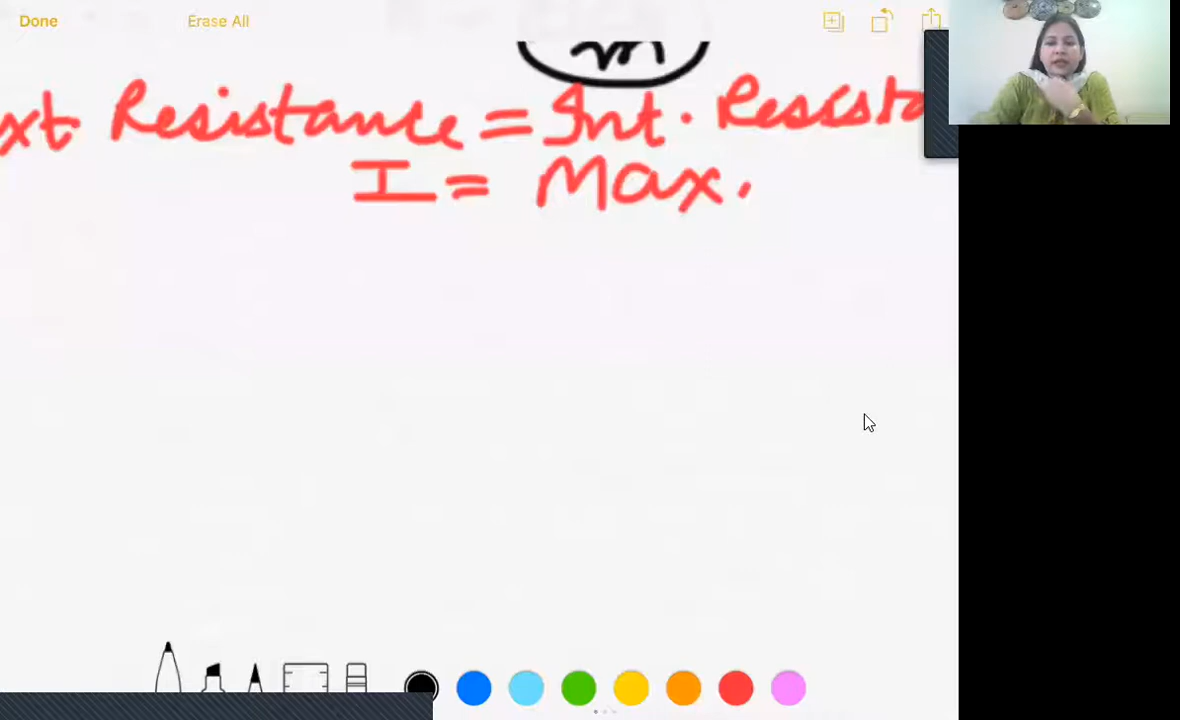 Done Erase All
m
xt Resistance = Int. Resista
I = Max.